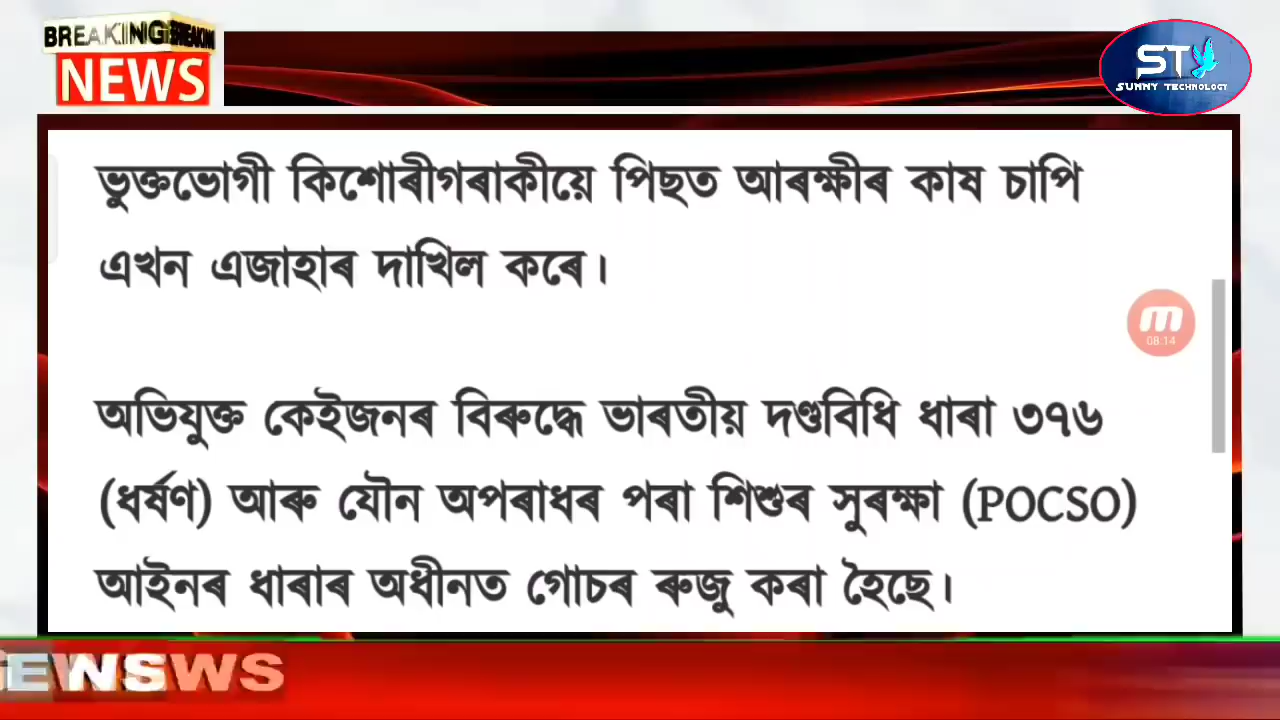 BREAKING BREAKING
NEWS
ST
SUNNY TECHNOLOGY
ভুক্তভোগী কিশোৰীগৰাকীয়ে পিছত আৰক্ষীৰ কাষ চাপি
এখন এজাহাৰ দাখিল কৰে।
08:14
অভিযুক্ত কেইজনৰ বিৰুদ্ধে ভাৰতীয় দণ্ডবিধি ধাৰা ৩৭৬
(ধৰ্ষণ) আৰু যৌন অপৰাধৰ পৰা শিশুৰ সুৰক্ষা (POCSO)
আইনৰ ধাৰাৰ অধীনত গোচৰ ৰুজু কৰা হৈছে।